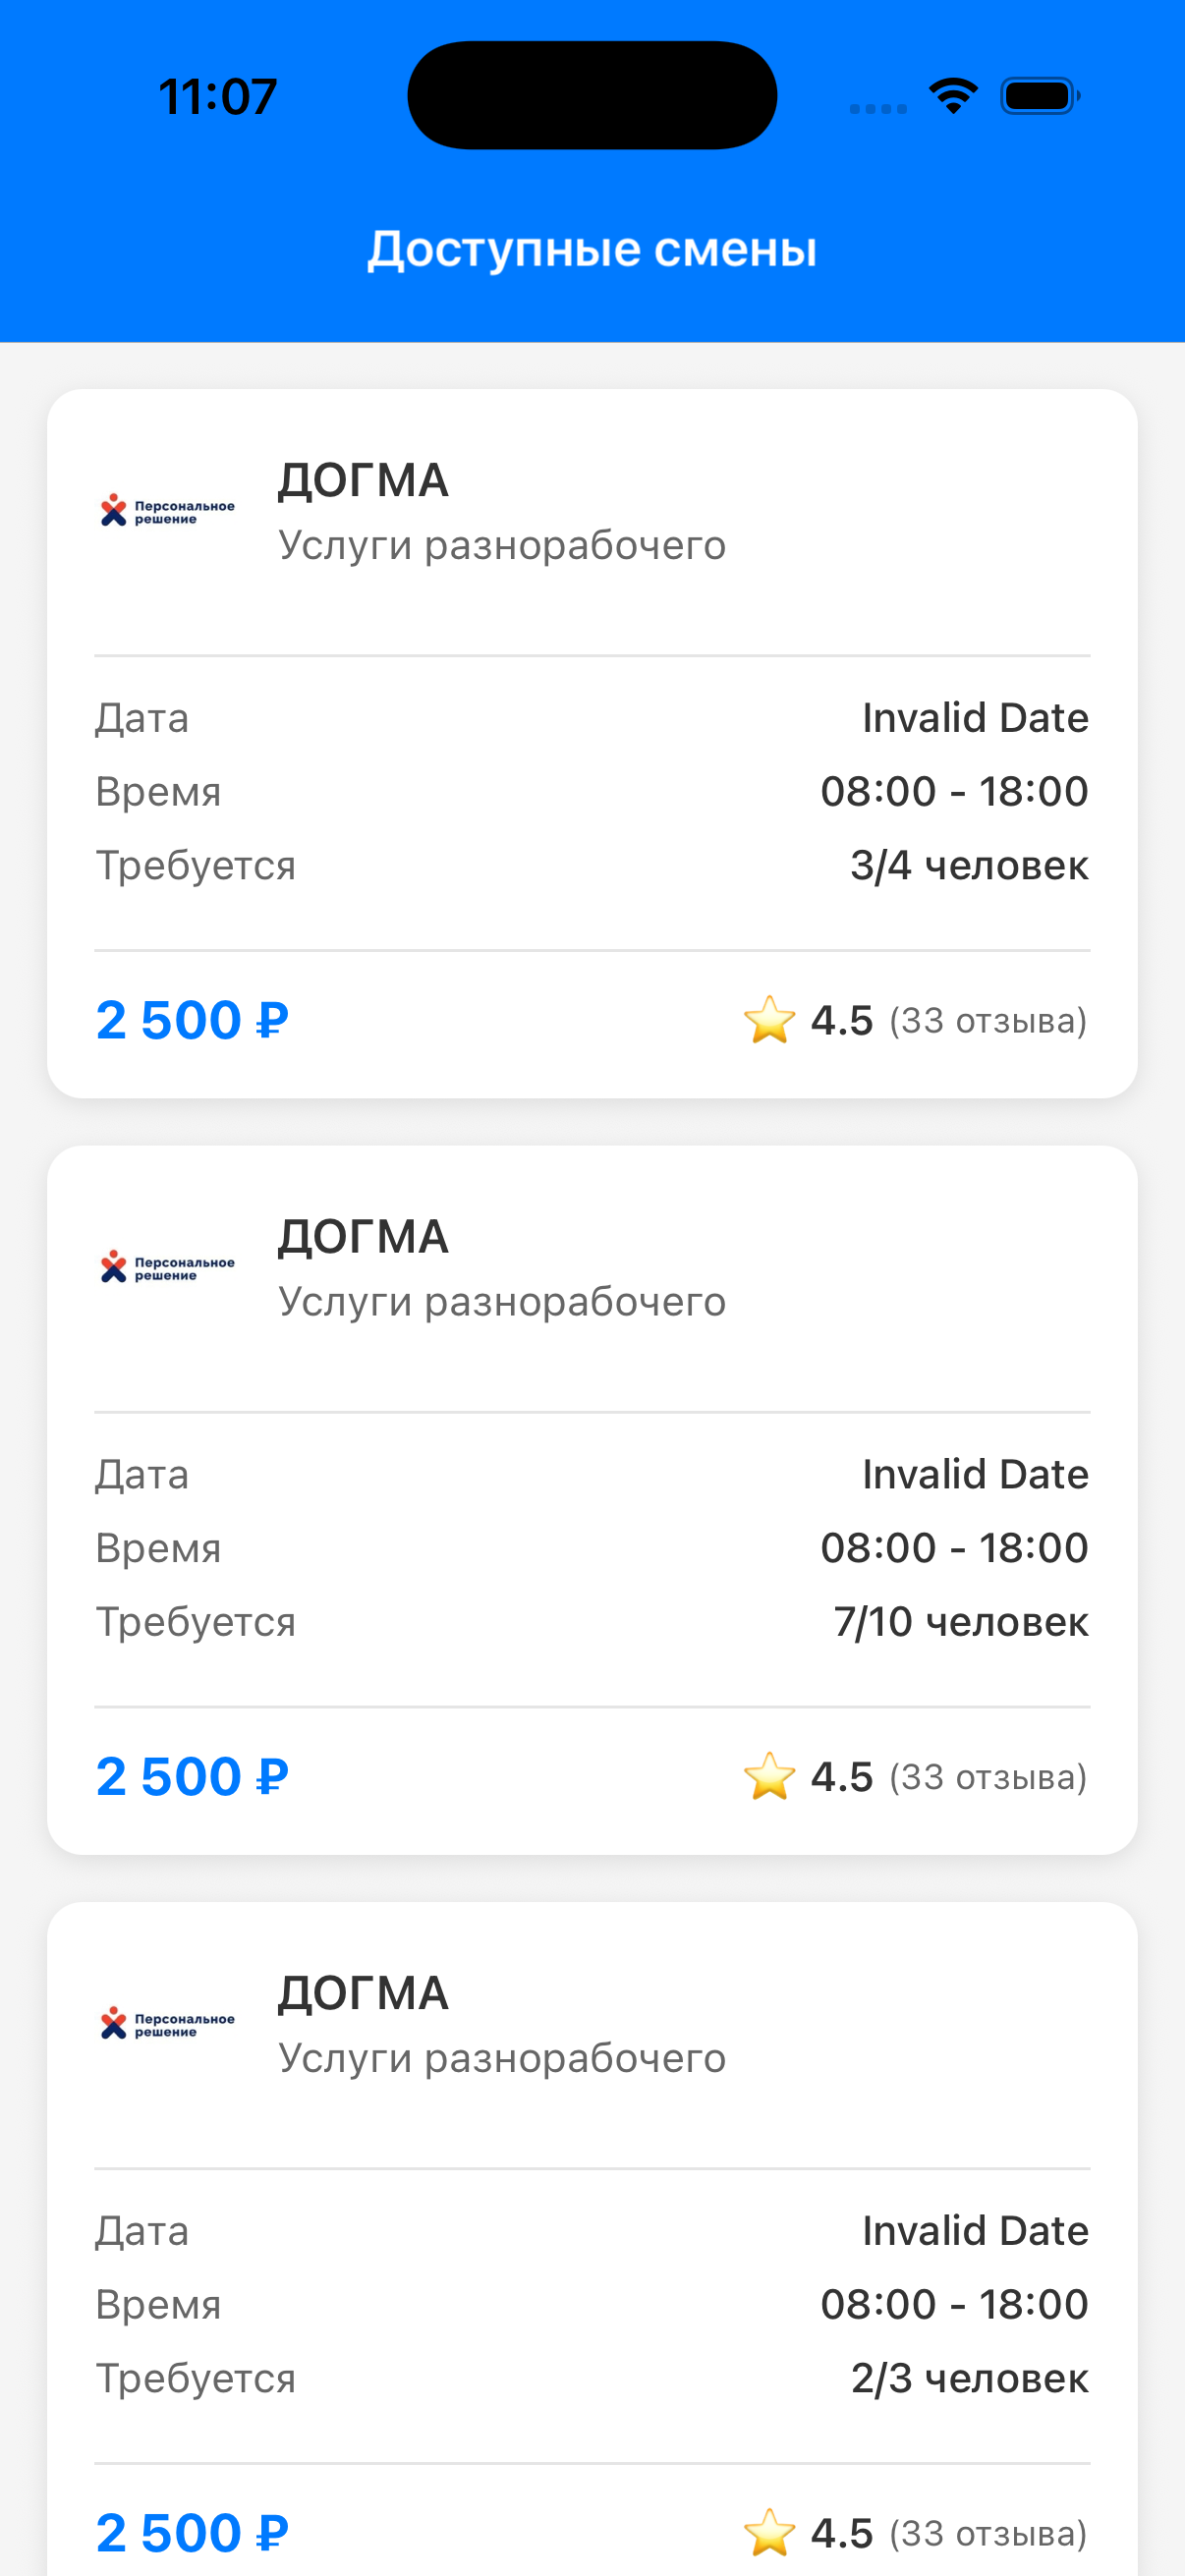 11:07
Доступные смены
Персональное
решение
ДОГМА
Услуги разнорабочего
Дата
Invalid Date
Время
08:00 - 18:00
Требуется
3/4 человек
2 500 ₽
⭐ 4.5 (33 отзыва)
Персональное
решение
ДОГМА
Услуги разнорабочего
Дата
Invalid Date
Время
08:00 - 18:00
Требуется
7/10 человек
2 500 ₽
⭐ 4.5 (33 отзыва)
Персональное
решение
ДОГМА
Услуги разнорабочего
Дата
Invalid Date
Время
08:00 - 18:00
Требуется
2/3 человек
2 500 ₽
⭐ 4.5 (33 отзыва)